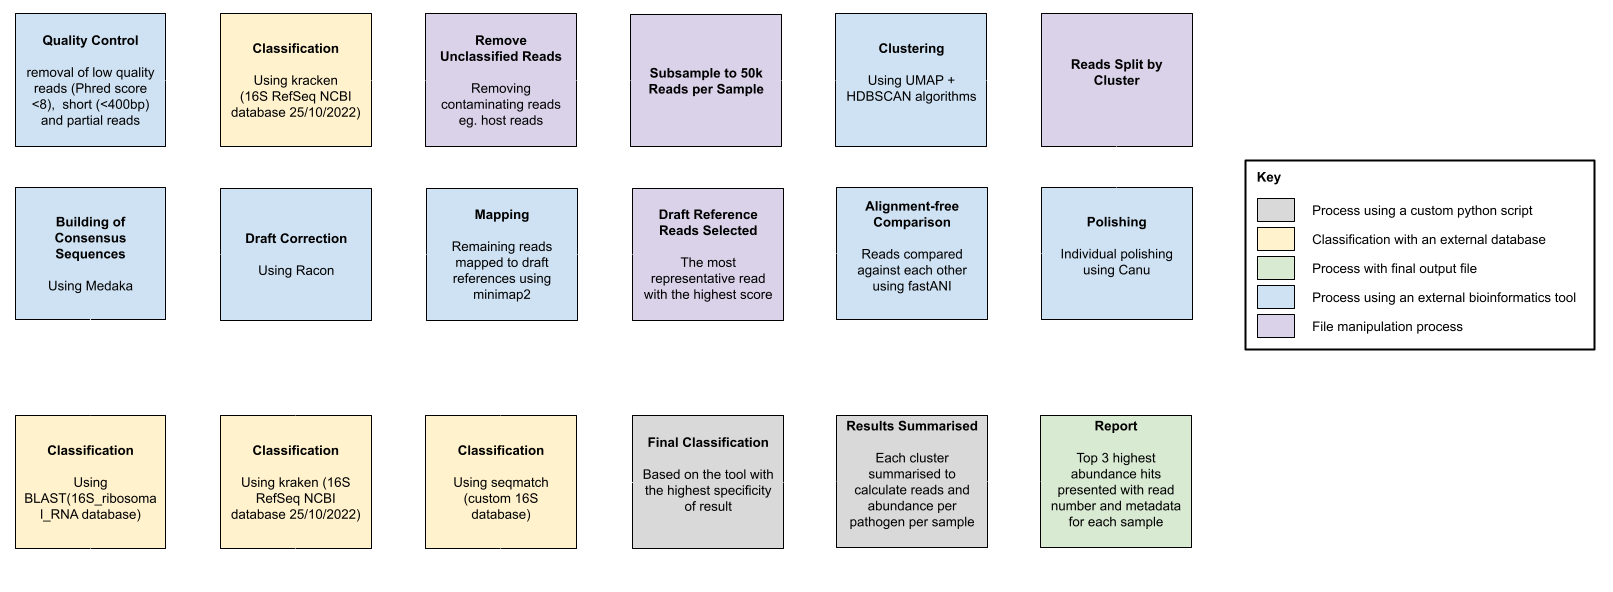 Quality Control
removal of low quality
reads (Phred score
<8),  short (<400bp)
and partial reads
Classification
Using kracken
(16S RefSeq NCBI
database 25/10/2022)
Remove
Unclassified Reads
Removing
contaminating reads
eg. host reads
Subsample to 50k
Reads per Sample
Clustering
Using UMAP +
HDBSCAN algorithms
Reads Split by
Cluster
Building of
Consensus
Sequences
Using Medaka
Draft Correction
Using Racon
Mapping
Remaining reads
mapped to draft
references using
minimap2
Draft Reference
Reads Selected
The most
representative read
with the highest score
Alignment-free
Comparison
Reads compared
against each other
using fastANI
Polishing
Individual polishing
using Canu
Key
Process using a custom python script
Classification with an external database
Process with final output file
Process using an external bioinformatics tool
File manipulation process
Classification
Using
BLAST(16S_ribosoma
l_RNA database)
Classification
Using kraken (16S
RefSeq NCBI
database 25/10/2022)
Classification
Using seqmatch
(custom 16S
database)
Final Classification
Based on the tool with
the highest specificity
of result
Results Summarised
Each cluster
summarised to
calculate reads and
abundance per
pathogen per sample
Report
Top 3 highest
abundance hits
presented with read
number and metadata
for each sample